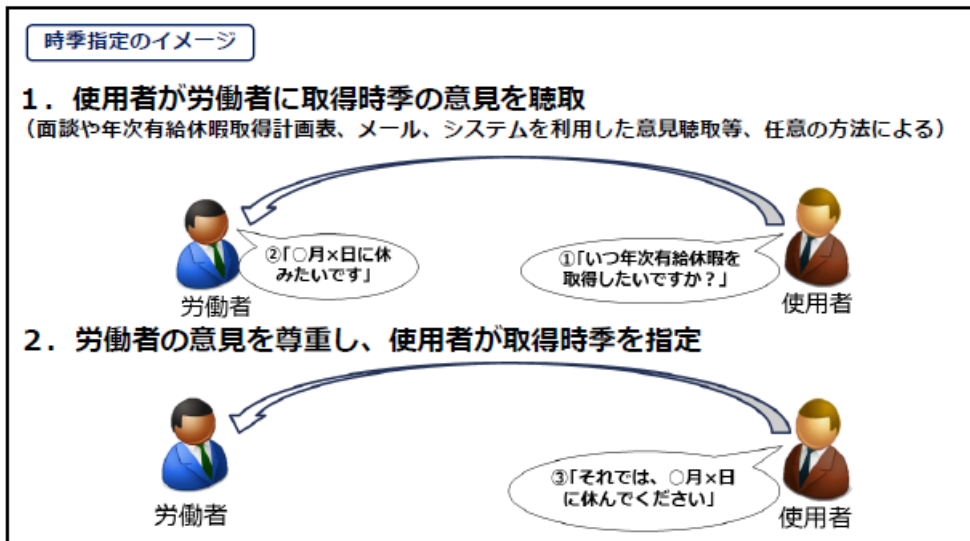 時季指定のイメージ
１．使用者が労働者に取得時季の意見を聴取
（面談や年次有給休暇取得計画表、メール、システムを利用した意見聴取等、任意の方法による）
①「いつ年次有給休暇を
取得したいですか？」
②「○月×日に休
みたいです」
労働者
使用者
２．労働者の意見を尊重し、使用者が取得時季を指定
③「それでは、○月×日
に休んでください」
労働者
使用者